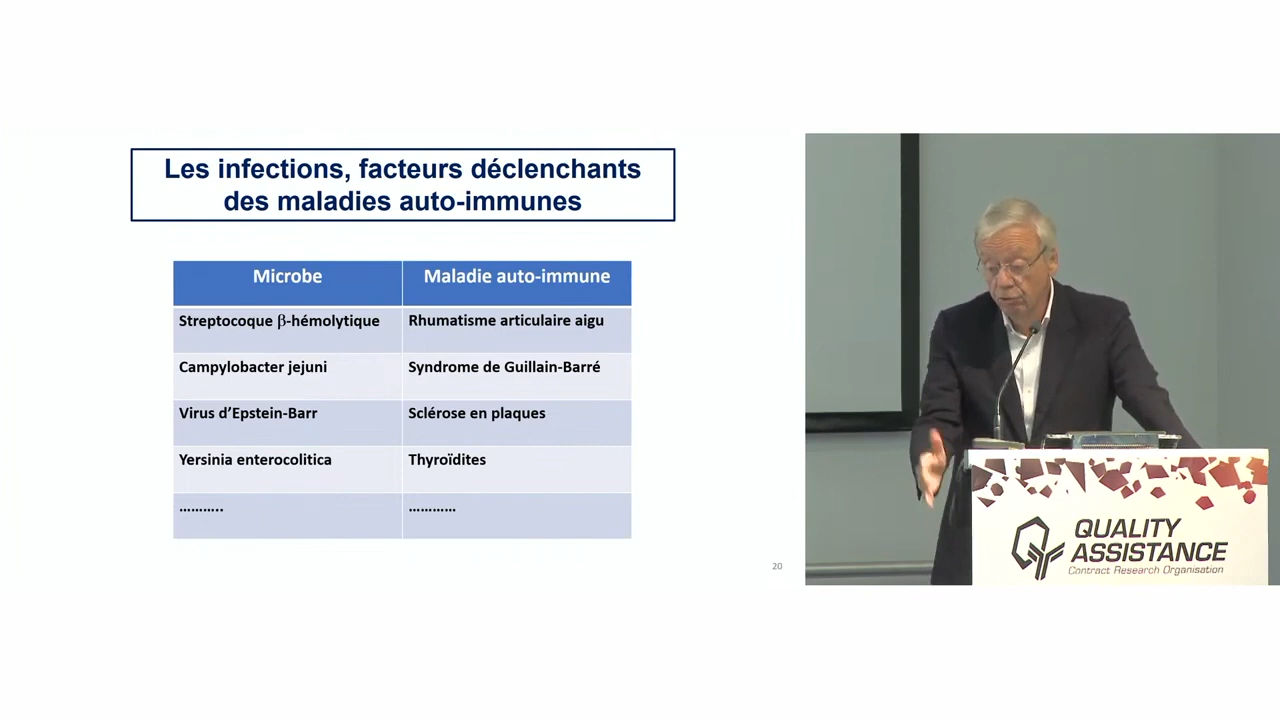 Les infections, facteurs déclenchants
des maladies auto-immunes
Microbe Maladie auto-immune
Streptocoque β-hémolytique Rhumatisme articulaire aigu
Campylobacter jejuni Syndrome de Guillain-Barré
Virus d’Epstein-Barr Sclérose en plaques
Yersinia enterocolitica Thyroïdites
……….. …………
20
QUALITY
ASSISTANCE
Contract Research Organisation